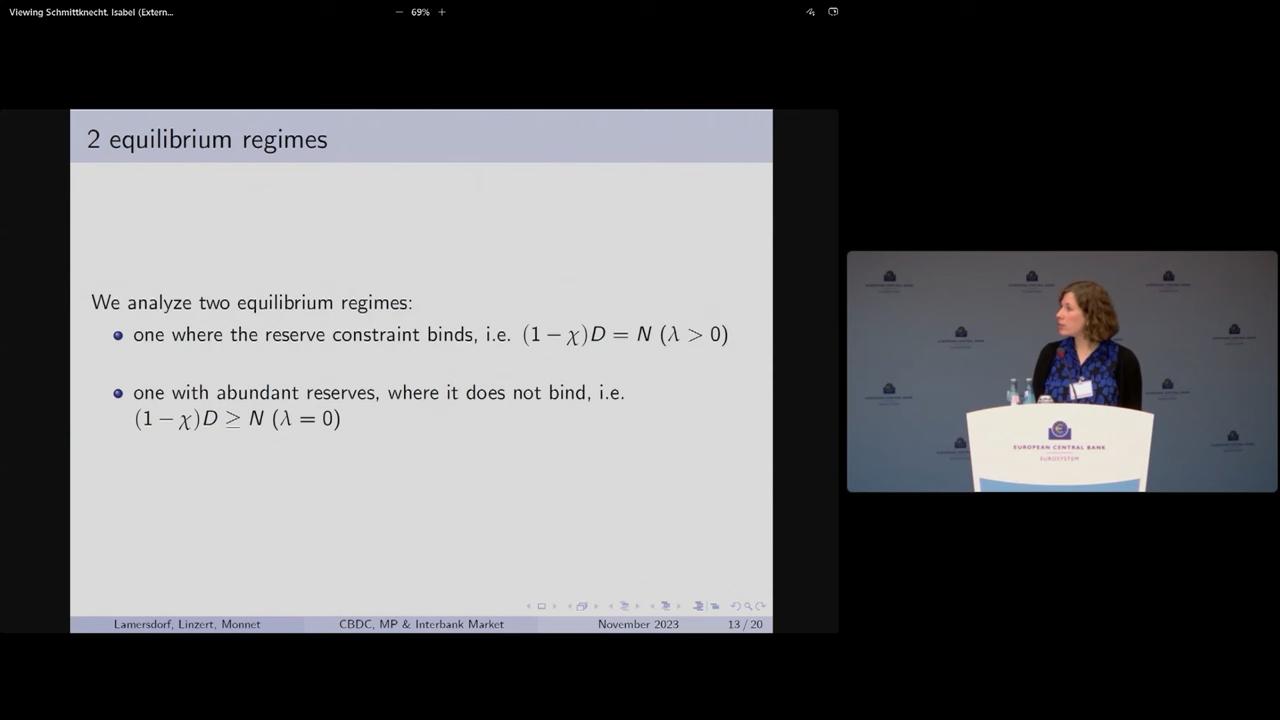 Viewing Schmittknecht, Isabel (Extern...
69%
2 equilibrium regimes
We analyze two equilibrium regimes:
one where the reserve constraint binds, i.e. (1 − χ)D = N (λ > 0)
one with abundant reserves, where it does not bind, i.e.
(1 − χ)D ≥ N (λ = 0)
Lamersdorf, Linzert, Monnet
CBDC, MP & Interbank Market
November 2023
13 / 20
EUROPEAN CENTRAL BANK
EUROSYSTEM